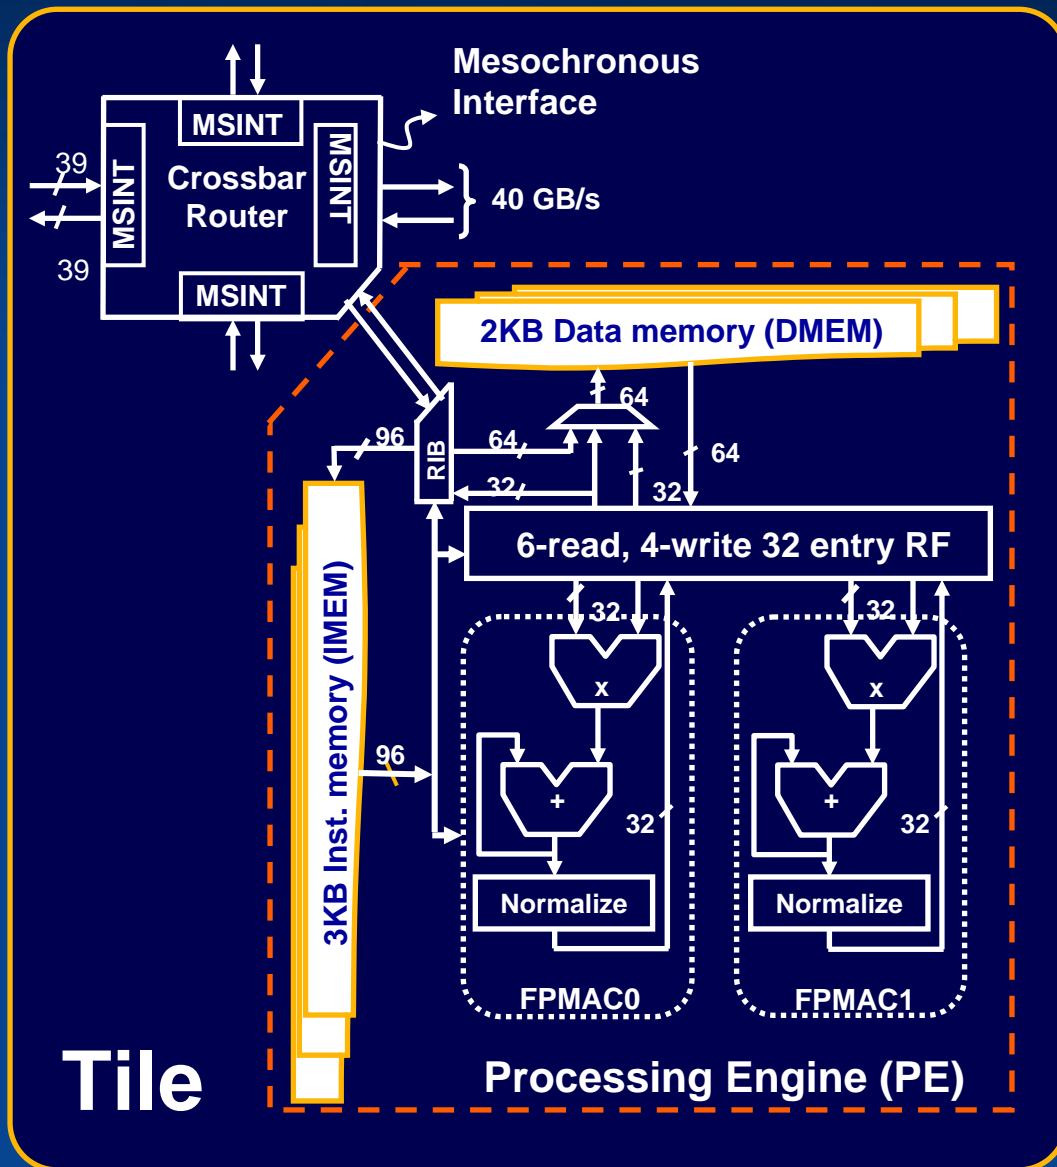 Mesochronous
Interface
MSINT
MSINT
MSINT
Crossbar
Router
39
39
40 GB/s
MSINT
2KB Data memory (DMEM)
64
96
64
64
RIB
32
32
6-read, 4-write 32 entry RF
32
32
3KB Inst. memory (IMEM)
x
x
96
+
+
32
32
Normalize
Normalize
FPMAC0
FPMAC1
Tile
Processing Engine (PE)